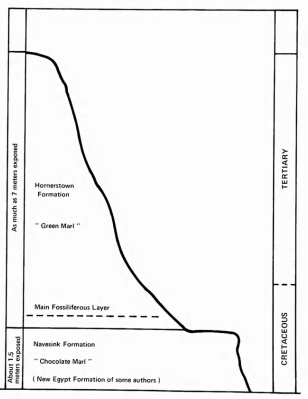 As much as 7 meters exposed
About 1.5
meters exposed
Hornerstown
Formation
" Green Marl "
Main Fossiliferous Layer
Navesink Formation
" Chocolate Marl "
( New Egypt Formation of some authors )
TERTIARY
CRETACEOUS